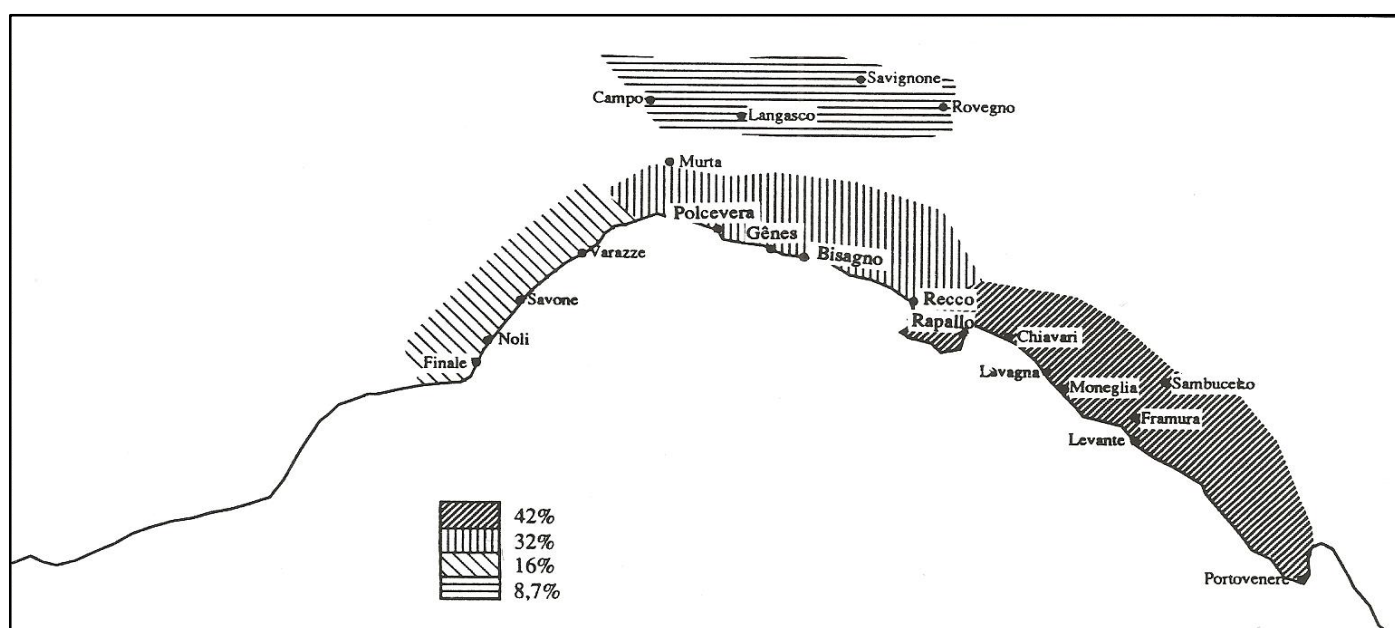 Savignone
Campo
Rovegno
Langasco
Murta
Polcevera
Gênes
Bisagno
Varazze
Recco
Savone
Rapallo
Chiavari
Noli
Finale
Lavagna
Moneglia
Sambuceto
Framura
Levante
42%
32%
16%
8,7%
Portovenere